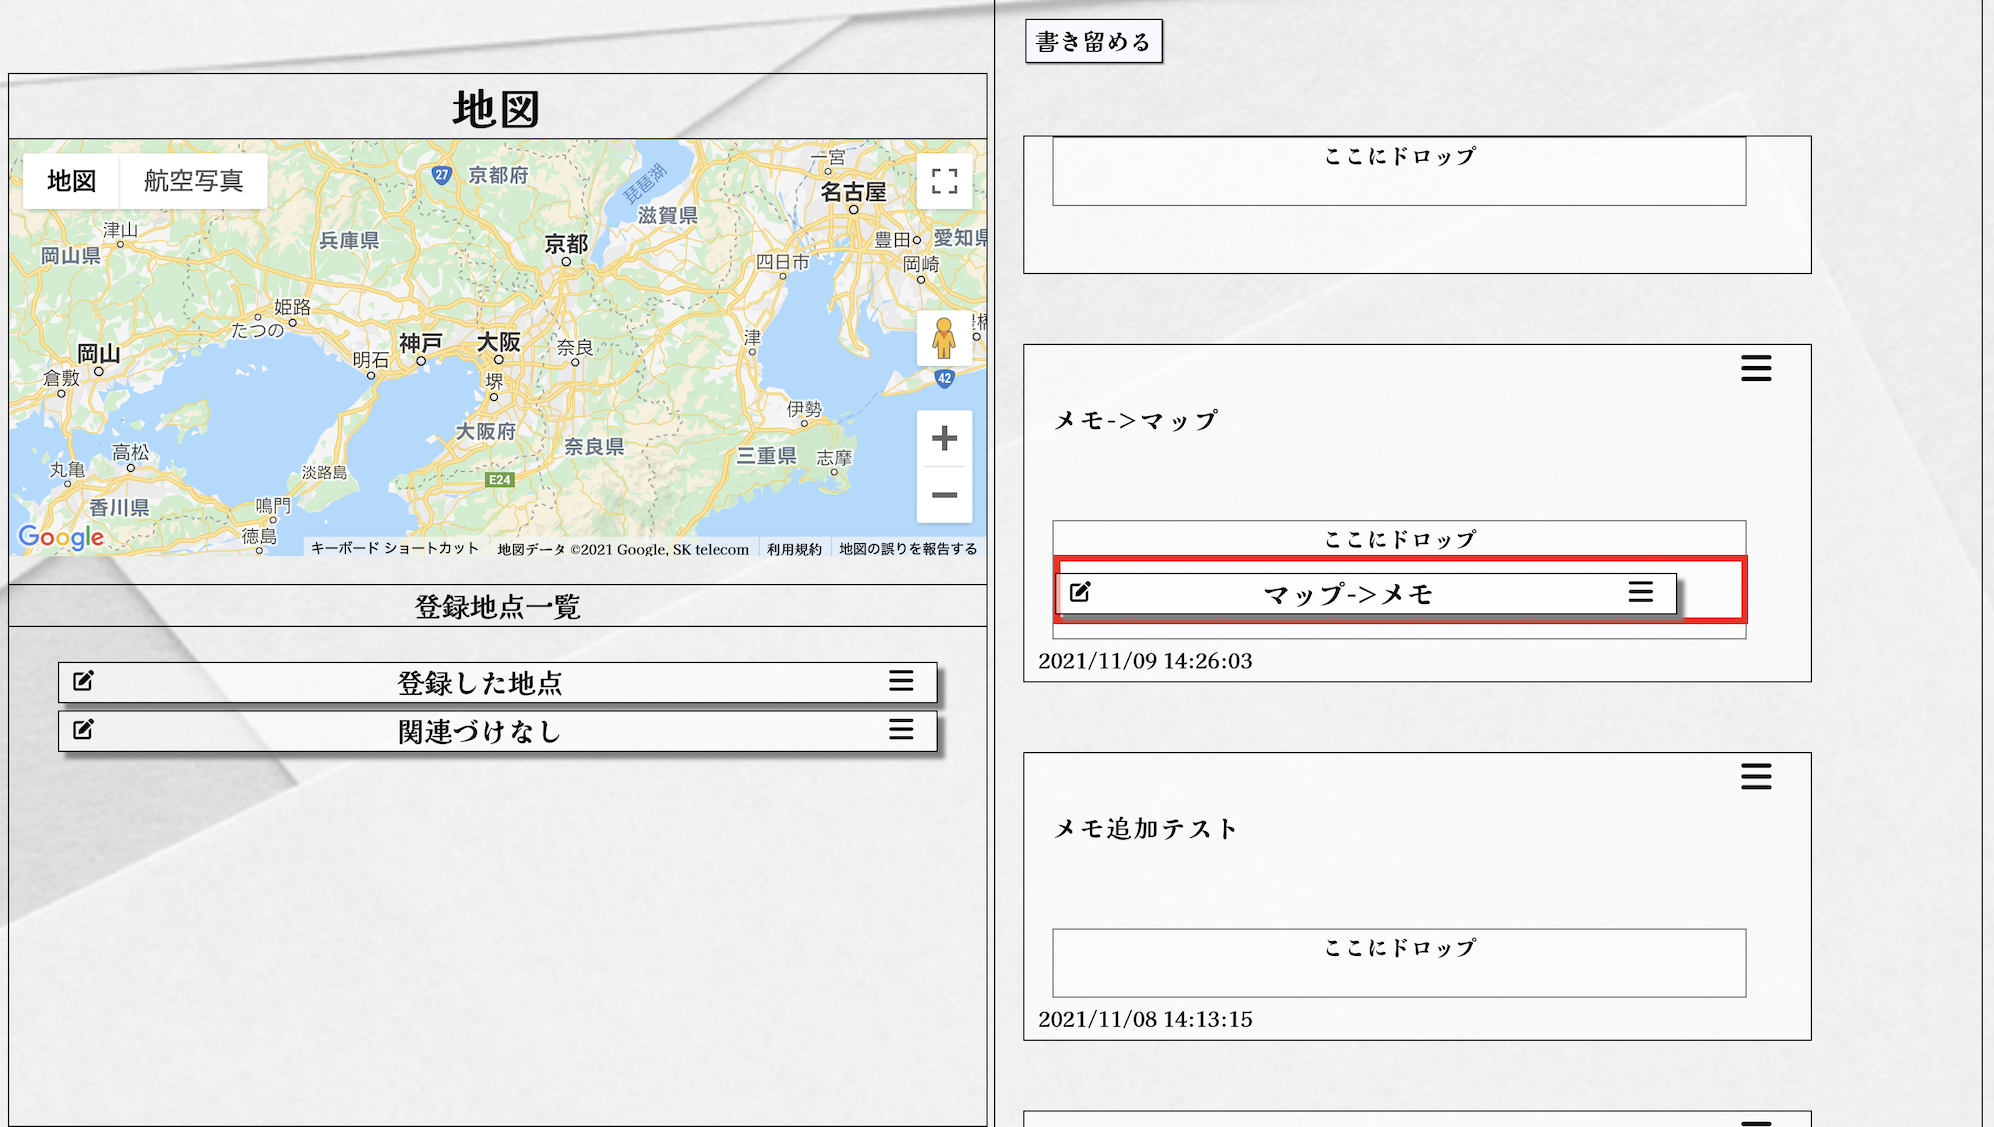 地図
地図 航空写真
27
京都府
琵琶湖
一宮
名古屋
滋賀県
津山
岡山県
兵庫県
京都
豊田
愛知県
四日市
岡崎
姫路
たつの
岡山
倉敷
明石
神戸
大阪
奈良
津
堺
42
大阪府
奈良県
伊勢
高松
丸亀
淡路島
三重県
志摩
E24
香川県
鳴門
徳島
Google
キーボード ショートカット 地図データ ©2021 Google, SK telecom 利用規約 地図の誤りを報告する
登録地点一覧
登録した地点
関連づけなし
書き留める
ここにドロップ
メモ->マップ
ここにドロップ
マップ->メモ
2021/11/09 14:26:03
メモ追加テスト
ここにドロップ
2021/11/08 14:13:15